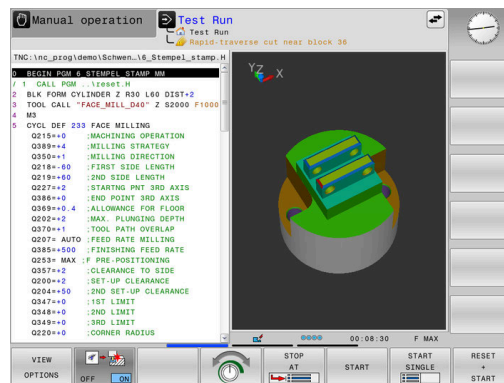 Manual operation
Test Run
Test Run
Rapid-traverse cut near block 36
TNC:\nc_prog\demo\Schwen...\6_Stempel_stamp.H
0 BEGIN PGM 6_STEMPEL_STAMP MM
/ 1 CALL PGM ..\reset.H
2 BLK FORM CYLINDER Z R30 L60 DIST+2
3 TOOL CALL "FACE_MILL_D40" Z S2000 F1000
4 M3
5 CYCL DEF 233 FACE MILLING
Q215=+0 ;MACHINING OPERATION
Q389=+4 ;MILLING STRATEGY
Q350=+1 ;MILLING DIRECTION
Q218=-60 ;FIRST SIDE LENGTH
Q219=+60 ;2ND SIDE LENGTH
Q227=+2 ;STARTNG PNT 3RD AXIS
Q386=+0 ;END POINT 3RD AXIS
Q369=+0.4 ;ALLOWANCE FOR FLOOR
Q202=+2 ;MAX. PLUNGING DEPTH
Q370=+1 ;TOOL PATH OVERLAP
Q207= AUTO ;FEED RATE MILLING
Q385=+500 ;FINISHING FEED RATE
Q253= MAX ;F PRE-POSITIONING
Q357=+2 ;CLEARANCE TO SIDE
Q200=+2 ;SET-UP CLEARANCE
Q204=+50 ;2ND SET-UP CLEARANCE
Q347=+0 ;1ST LIMIT
Q348=+0 ;2ND LIMIT
Q349=+0 ;3RD LIMIT
Q220=+0 ;CORNER RADIUS
Y Z X
00:08:30 F MAX
VIEW
OPTIONS
OFF ON
STOP
AT
START
START
SINGLE
RESET
+
START